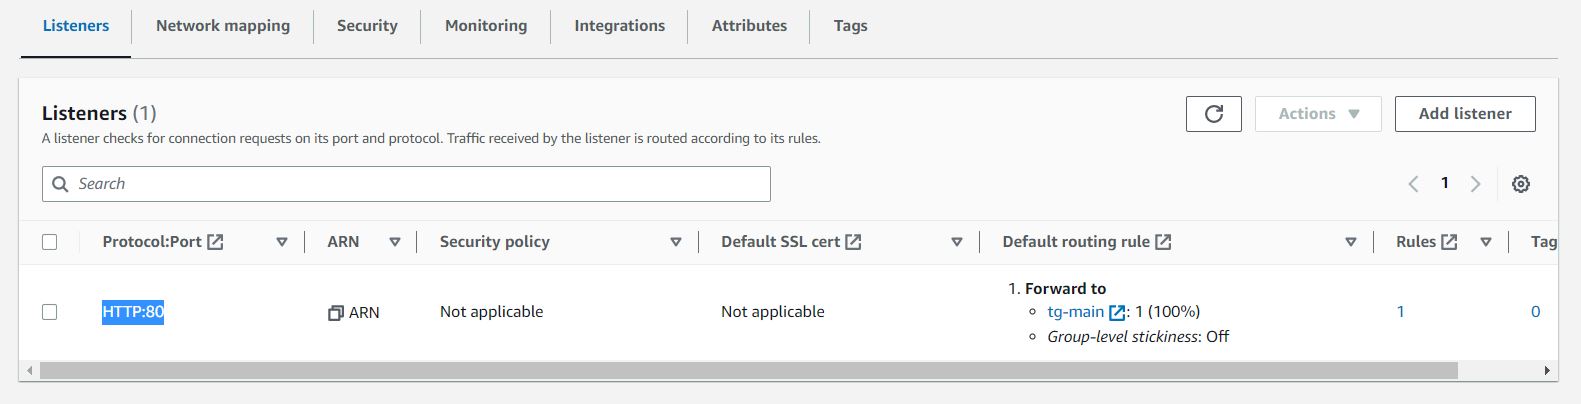 Listeners Network mapping Security Monitoring Integrations Attributes Tags
Listeners (1)
Actions Add listener
A listener checks for connection requests on its port and protocol. Traffic received by the listener is routed according to its rules.
Search
1
Protocol:Port ARN Security policy Default SSL cert Default routing rule Rules Tag
1. Forward to
HTTP:80 ARN Not applicable Not applicable tg-main: 1 (100%) 1 0
Group-level stickiness: Off